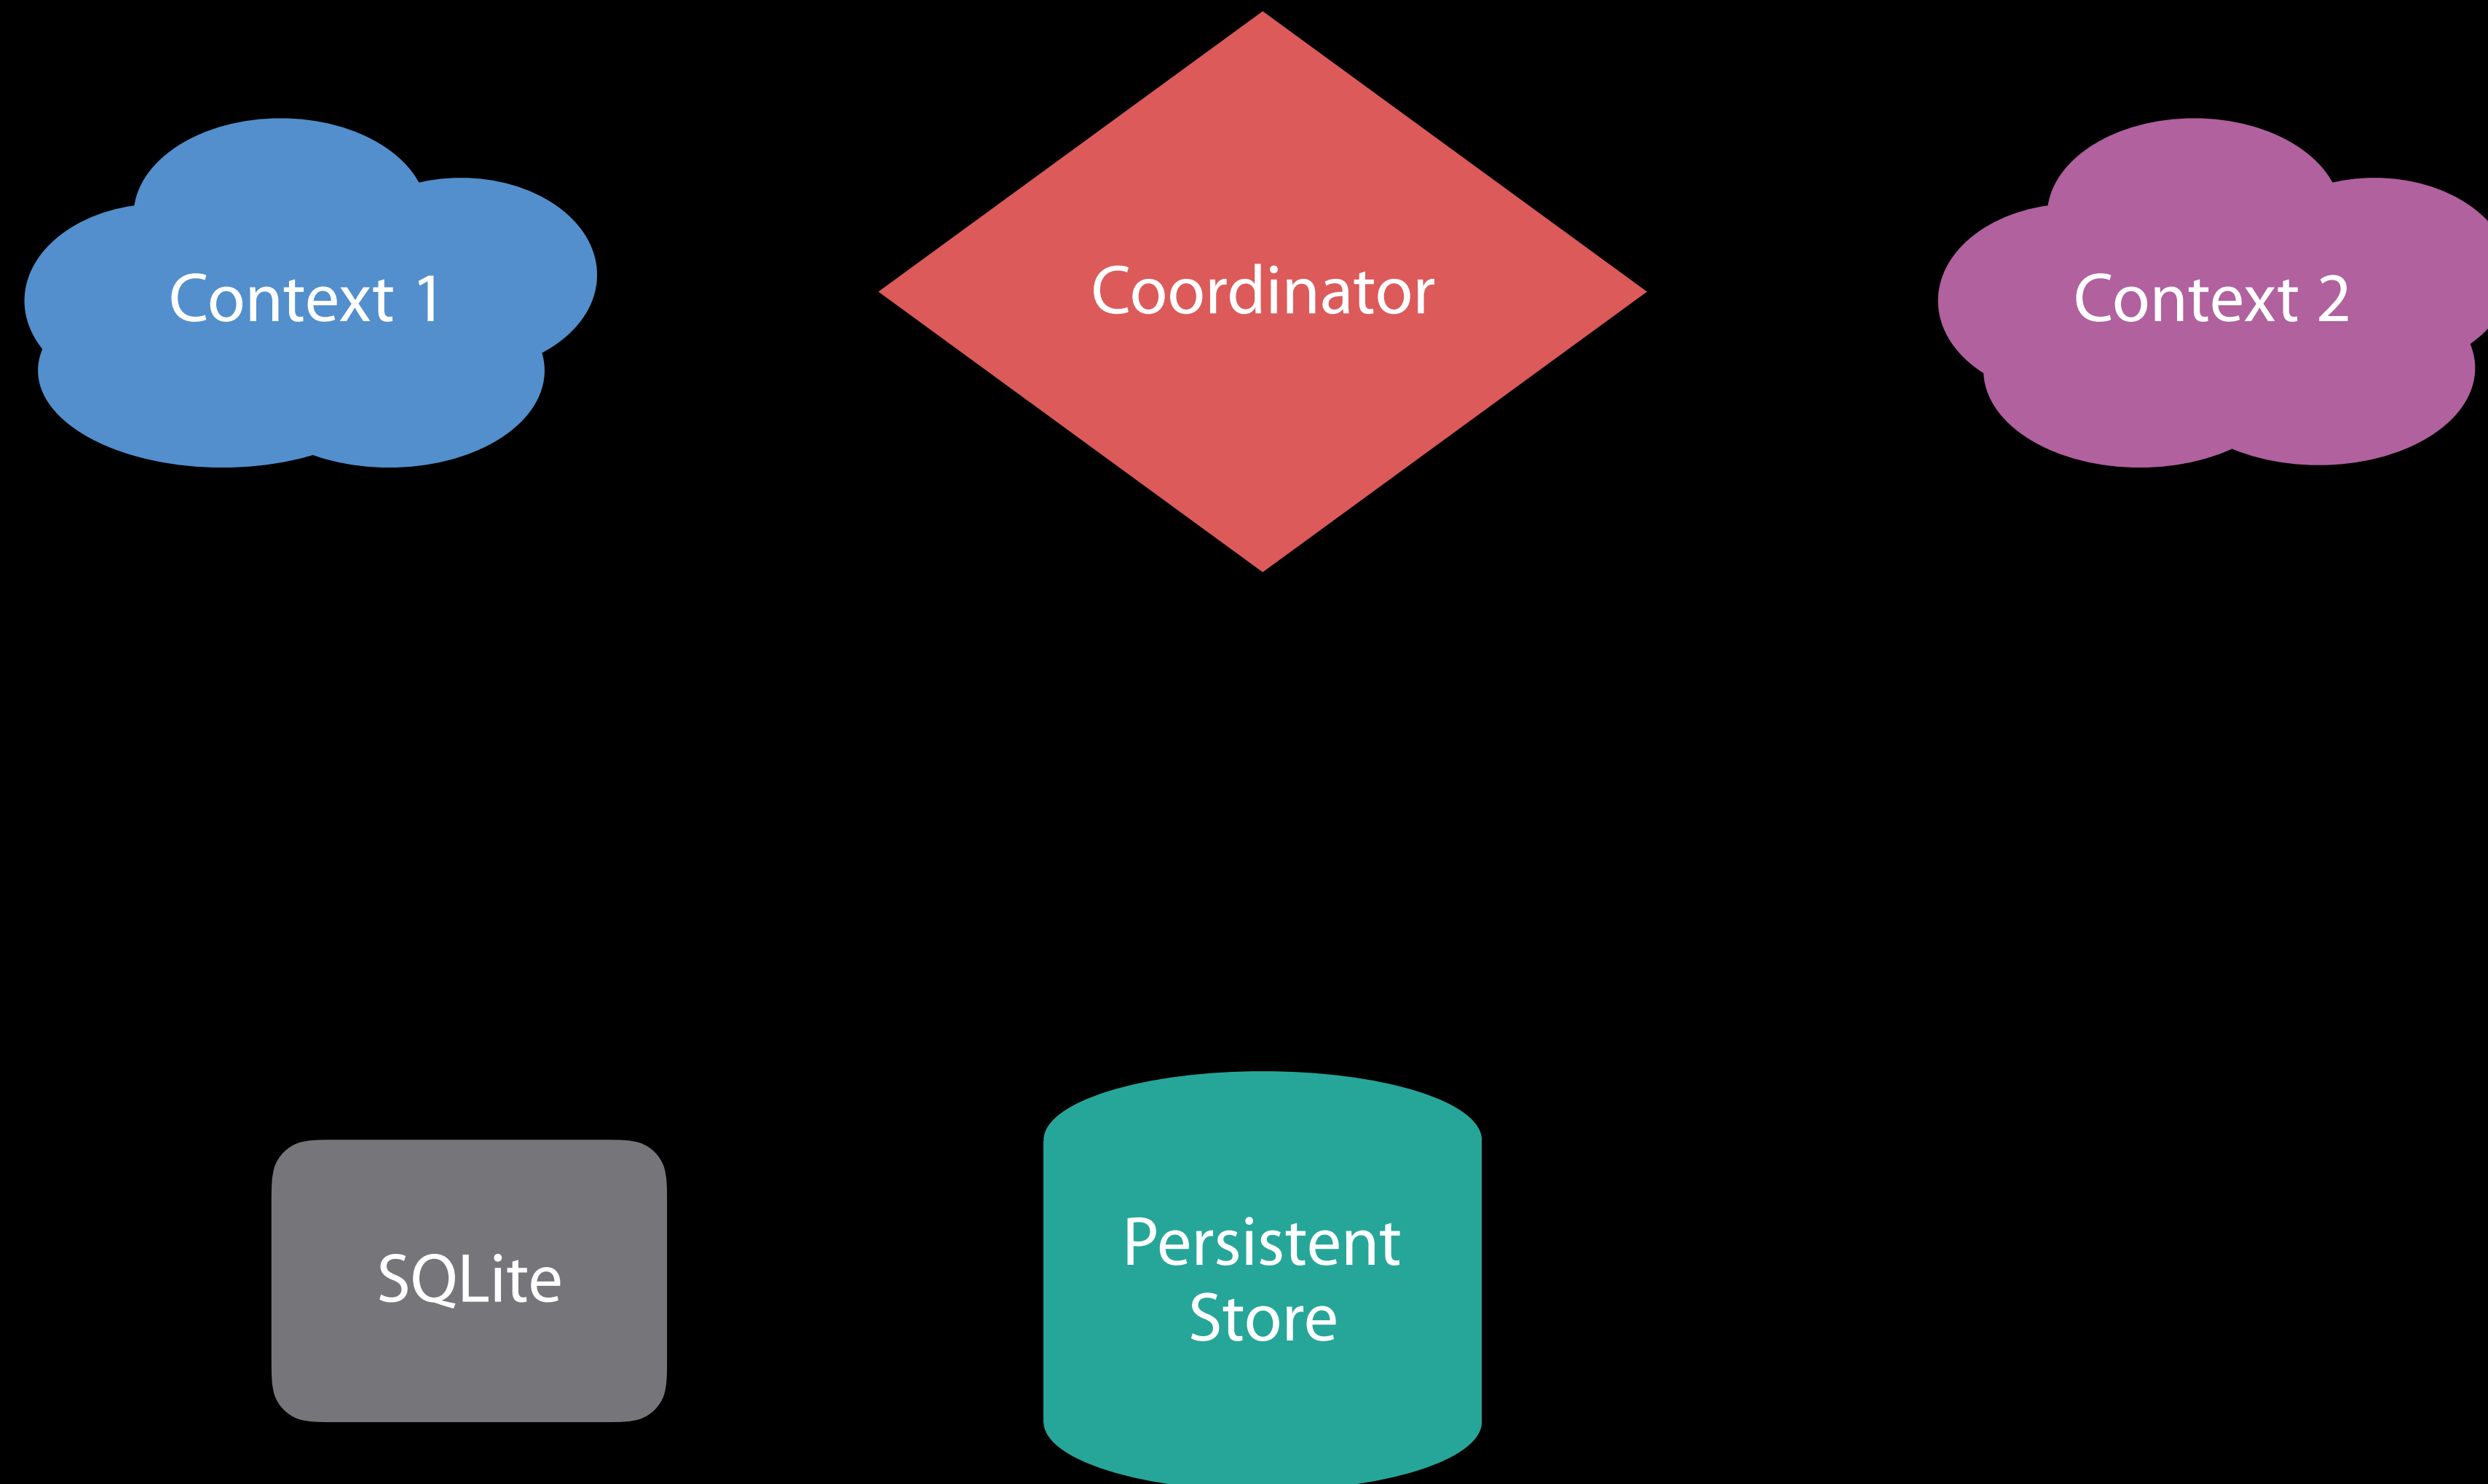 Context 1
Coordinator
Context 2
SQLite
Persistent
Store